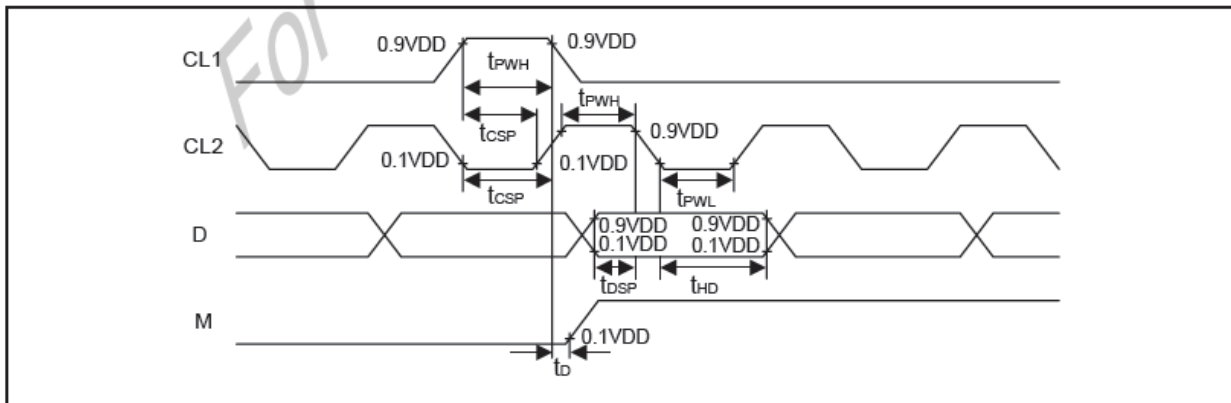 For
CL1
0.9VDD
0.9VDD
tPWH
tPWH
tCSP
CL2
0.9VDD
0.1VDD
0.1VDD
tCSP
tPWL
D
0.9VDD
0.9VDD
0.1VDD
0.1VDD
tDSP
tHD
M
0.1VDD
tD